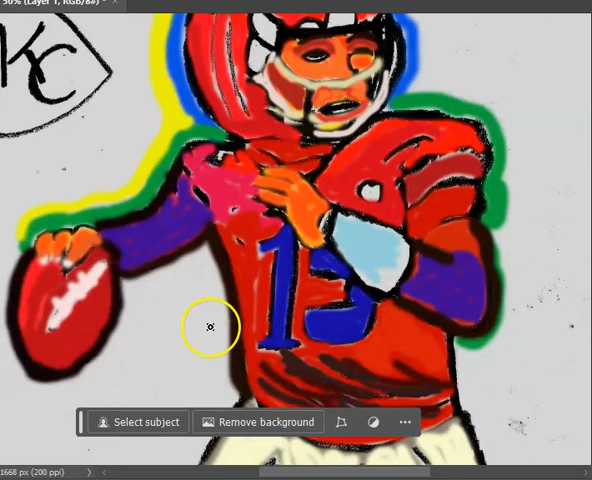 50% (Layer 1, RGB/8#) *
KC
15
Select subject
Remove background
1668 px (200 ppi)